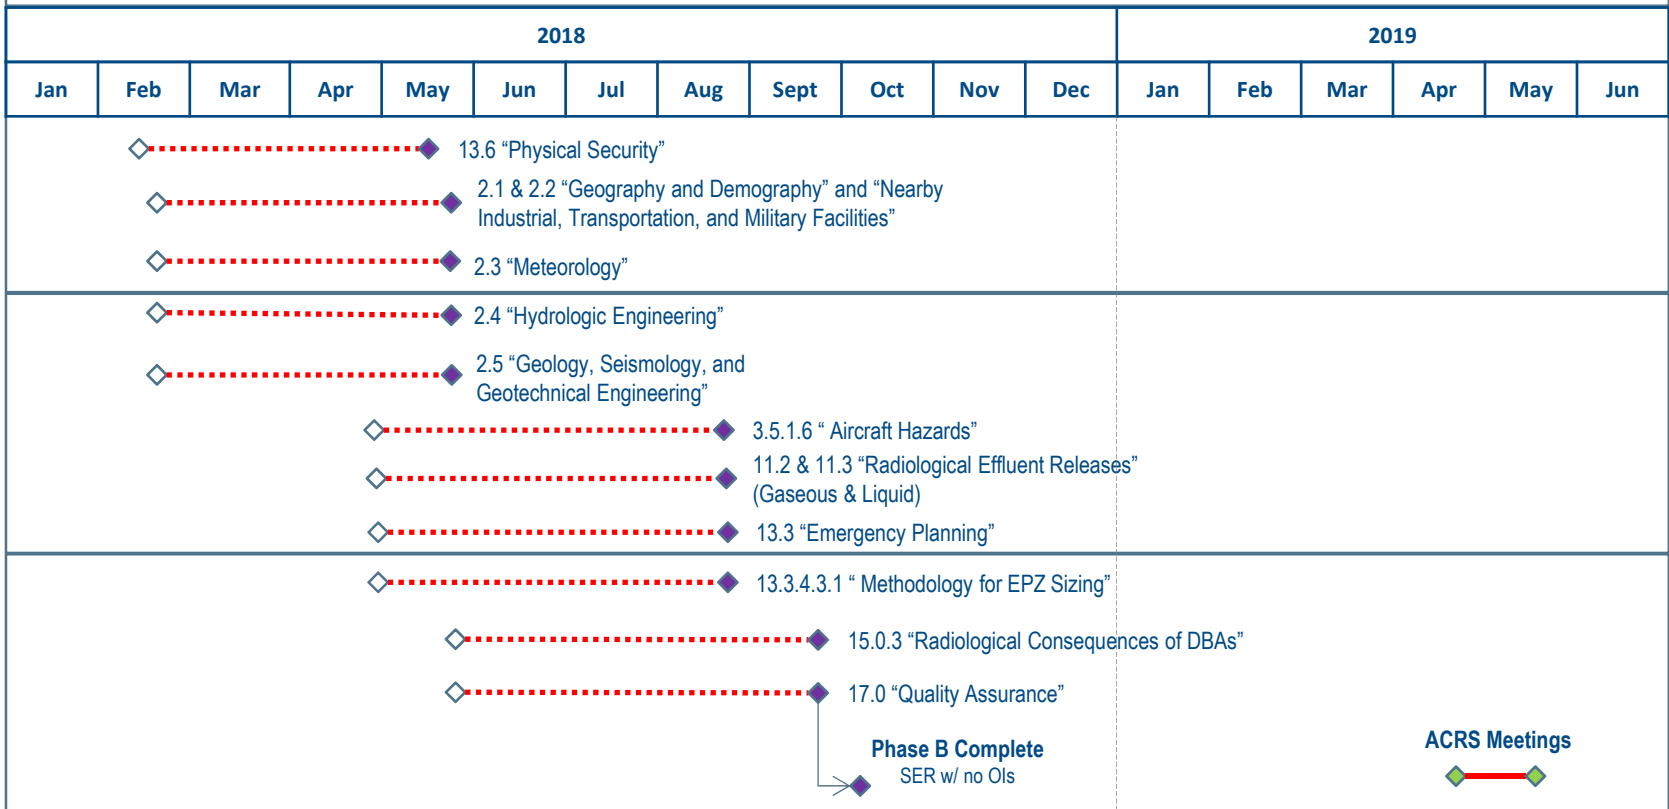 2018 2019
Jan Feb Mar Apr May Jun Jul Aug Sept Oct Nov Dec Jan Feb Mar Apr May Jun
13.6 “Physical Security”
2.1 & 2.2 “Geography and Demography” and “Nearby
Industrial, Transportation, and Military Facilities”
2.3 “Meteorology”
2.4 “Hydrologic Engineering”
2.5 “Geology, Seismology, and
Geotechnical Engineering”
3.5.1.6 “ Aircraft Hazards”
11.2 & 11.3 “Radiological Effluent Releases”
(Gaseous & Liquid)
13.3 “Emergency Planning”
13.3.4.3.1 “ Methodology for EPZ Sizing”
15.0.3 “Radiological Consequences of DBAs”
17.0 “Quality Assurance”
Phase B Complete
SER w/ no OIs
ACRS Meetings